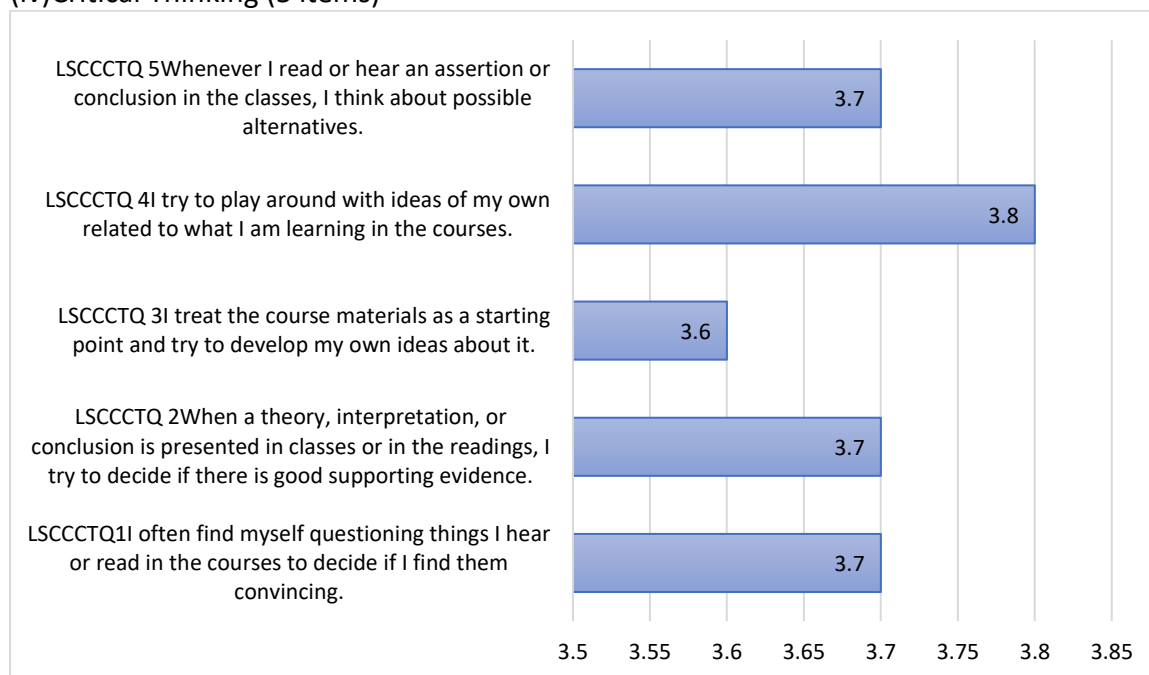 (iv)Critical Thinking (5 items)
LSCCCTQ 5Whenever I read or hear an assertion or
conclusion in the classes, I think about possible
alternatives.
3.7
LSCCCTQ 4I try to play around with ideas of my own
related to what I am learning in the courses.
3.8
LSCCCTQ 3I treat the course materials as a starting
point and try to develop my own ideas about it.
3.6
LSCCCTQ 2When a theory, interpretation, or
conclusion is presented in classes or in the readings, I
try to decide if there is good supporting evidence.
3.7
LSCCCTQ1I often find myself questioning things I hear
or read in the courses to decide if I find them
convincing.
3.7
3.5 3.55 3.6 3.65 3.7 3.75 3.8 3.85